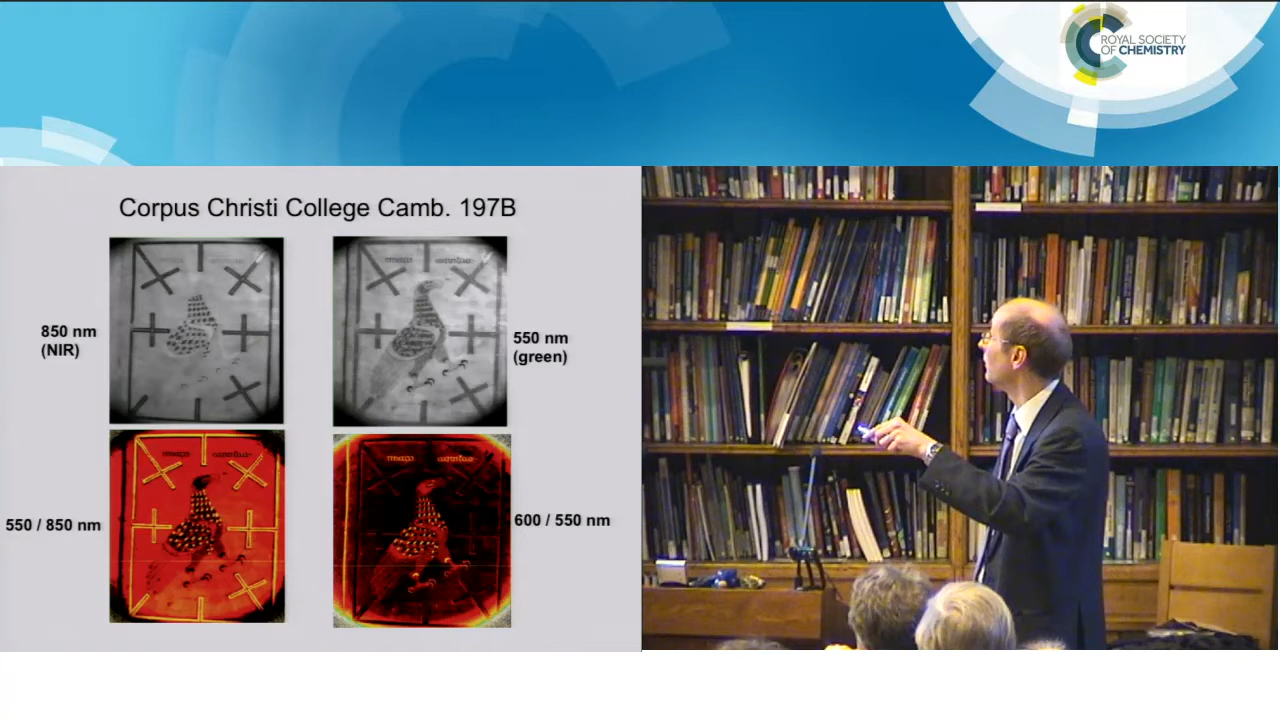 ROYAL SOCIETY
OF CHEMISTRY
Corpus Christi College Camb. 197B
850 nm
(NIR)
550 nm
(green)
550 / 850 nm
600 / 550 nm